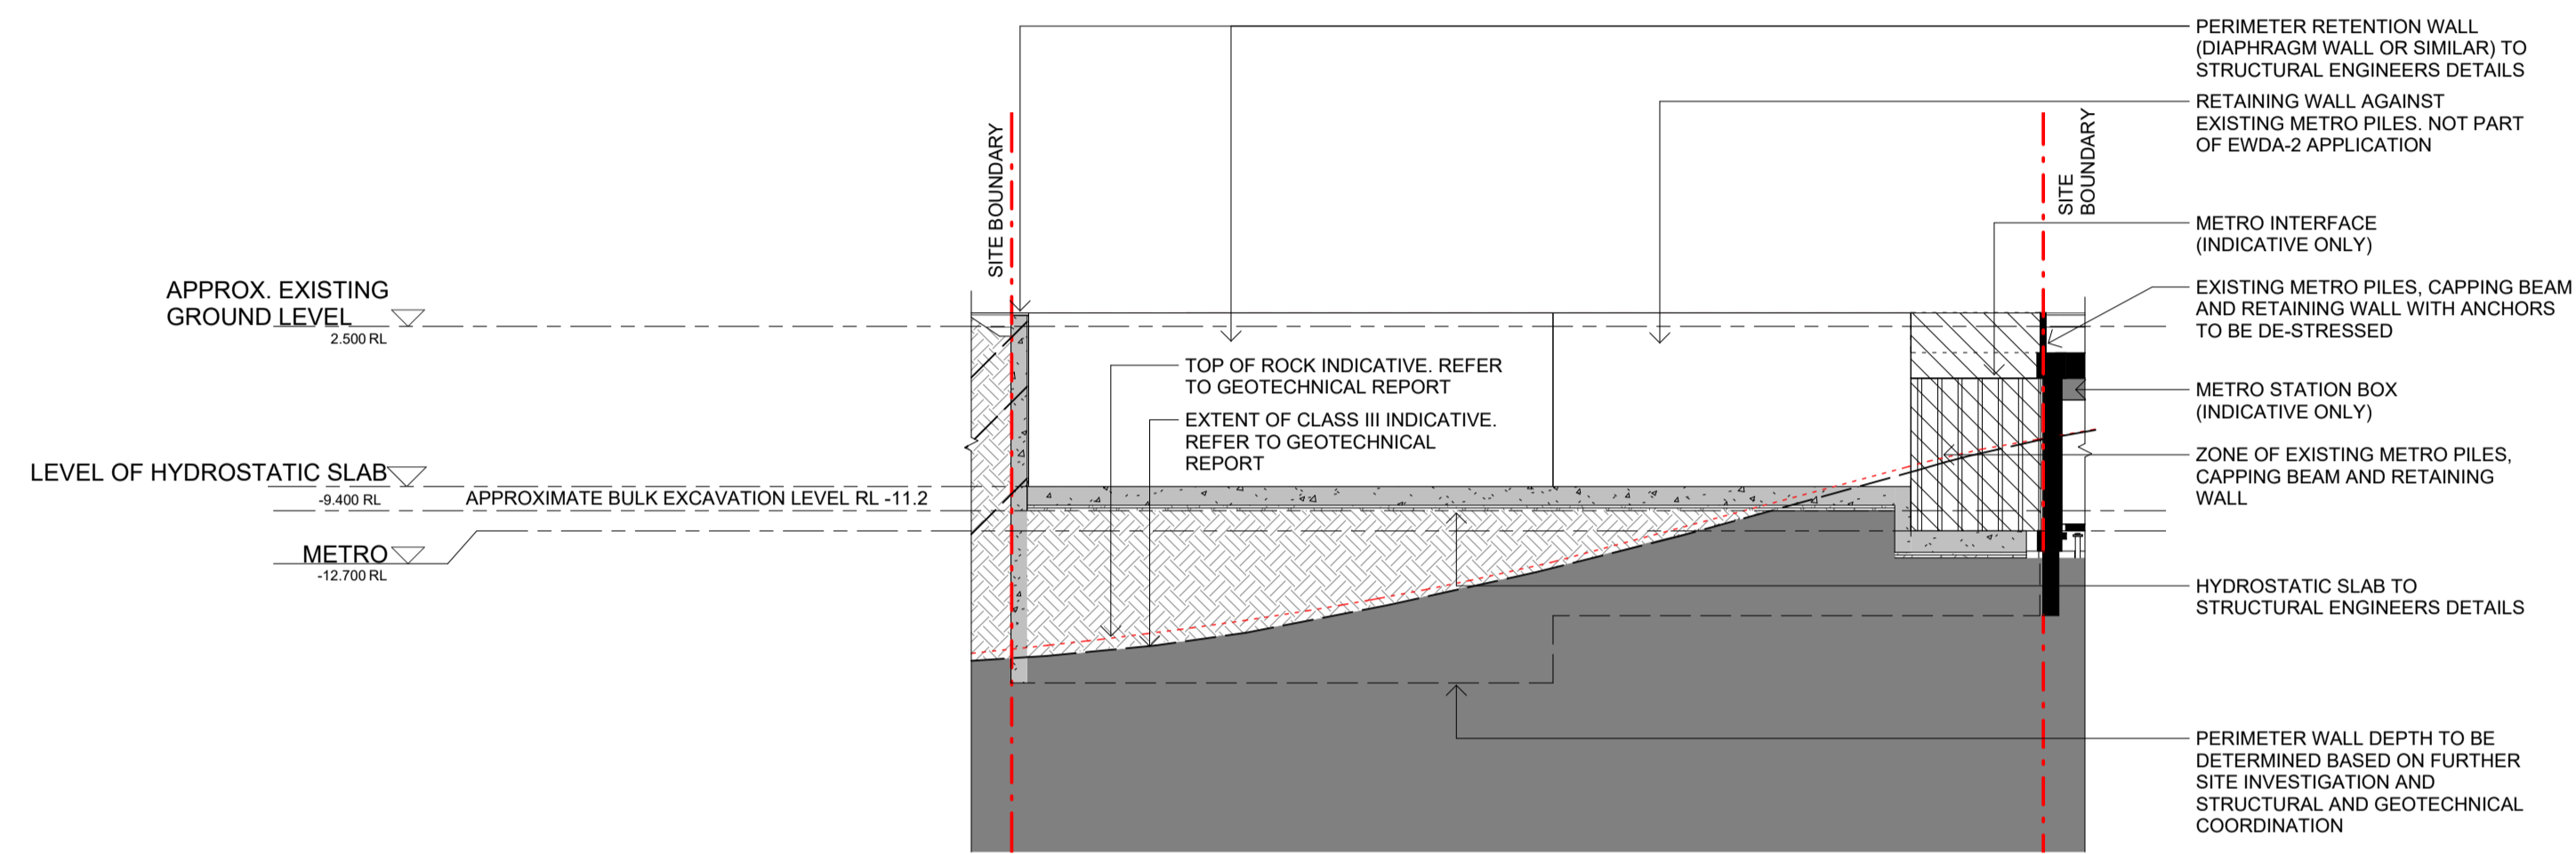 PERIMETER RETENTION WALL
(DIAPHRAGM WALL OR SIMILAR) TO
STRUCTURAL ENGINEERS DETAILS
RETAINING WALL AGAINST
EXISTING METRO PILES. NOT PART
OF EWDA-2 APPLICATION
SITE BOUNDARY
SITE
BOUNDARY
METRO INTERFACE
(INDICATIVE ONLY)
APPROX. EXISTING
GROUND LEVEL
2.500 RL
EXISTING METRO PILES, CAPPING BEAM
AND RETAINING WALL WITH ANCHORS
TO BE DE-STRESSED
TOP OF ROCK INDICATIVE. REFER
TO GEOTECHNICAL REPORT
METRO STATION BOX
(INDICATIVE ONLY)
EXTENT OF CLASS III INDICATIVE.
REFER TO GEOTECHNICAL
REPORT
ZONE OF EXISTING METRO PILES,
CAPPING BEAM AND RETAINING
WALL
LEVEL OF HYDROSTATIC SLAB
-9.400 RL
APPROXIMATE BULK EXCAVATION LEVEL RL -11.2
METRO
-12.700 RL
HYDROSTATIC SLAB TO
STRUCTURAL ENGINEERS DETAILS
PERIMETER WALL DEPTH TO BE
DETERMINED BASED ON FURTHER
SITE INVESTIGATION AND
STRUCTURAL AND GEOTECHNICAL
COORDINATION